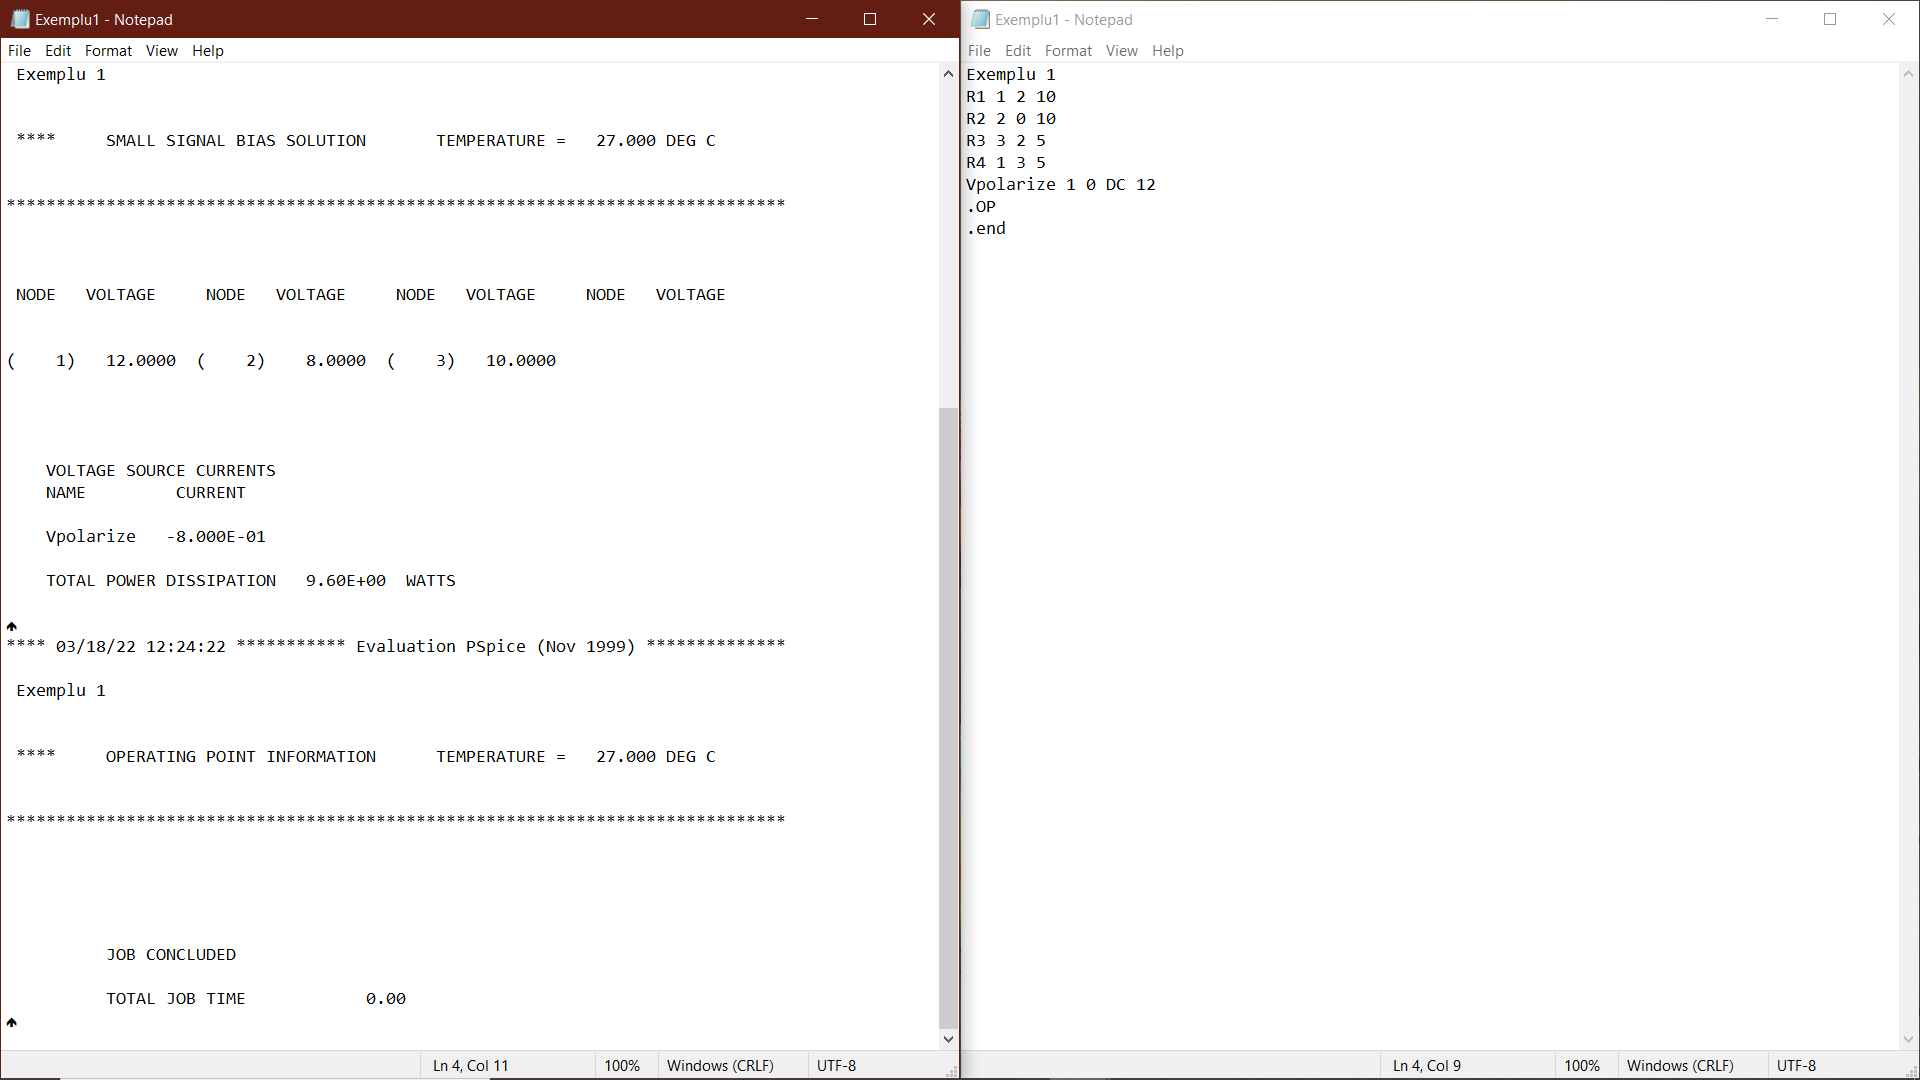 Exemplu1 - Notepad
File Edit Format View Help
Exemplu 1
**** SMALL SIGNAL BIAS SOLUTION TEMPERATURE = 27.000 DEG C
******************************************************************************
NODE VOLTAGE NODE VOLTAGE NODE VOLTAGE NODE VOLTAGE
( 1) 12.0000 ( 2) 8.0000 ( 3) 10.0000
VOLTAGE SOURCE CURRENTS
NAME CURRENT
Vpolarize -8.000E-01
TOTAL POWER DISSIPATION 9.60E+00 WATTS
**** 03/18/22 12:24:22 *********** Evaluation PSpice (Nov 1999) **************
Exemplu 1
**** OPERATING POINT INFORMATION TEMPERATURE = 27.000 DEG C
******************************************************************************
JOB CONCLUDED
TOTAL JOB TIME 0.00
Ln 4, Col 11 100% Windows (CRLF) UTF-8
Exemplu1 - Notepad
File Edit Format View Help
Exemplu 1
R1 1 2 10
R2 2 0 10
R3 3 2 5
R4 1 3 5
Vpolarize 1 0 DC 12
.OP
.end
Ln 4, Col 9 100% Windows (CRLF) UTF-8